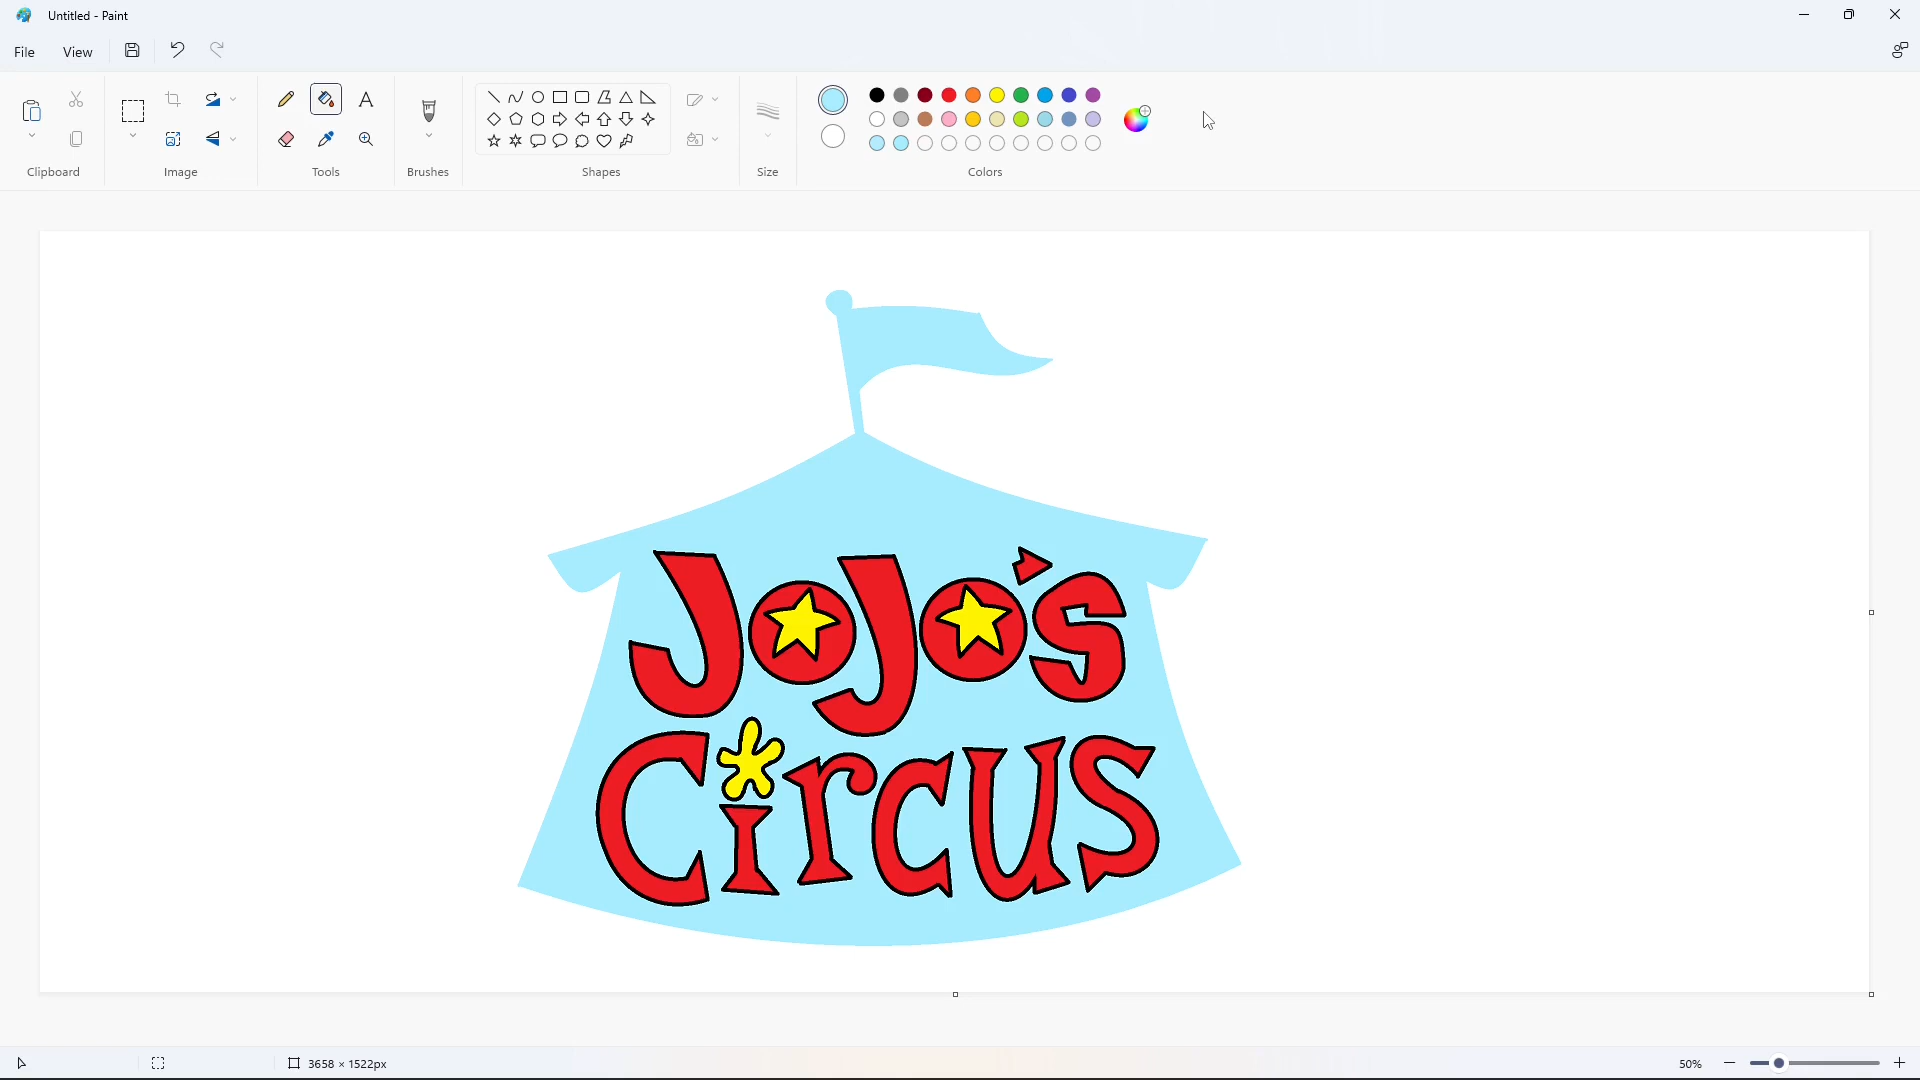 Untitled - Paint
File View
Clipboard Image Tools Brushes Shapes Size Colors
JoJo's
Circus
3658 × 1522px 50%